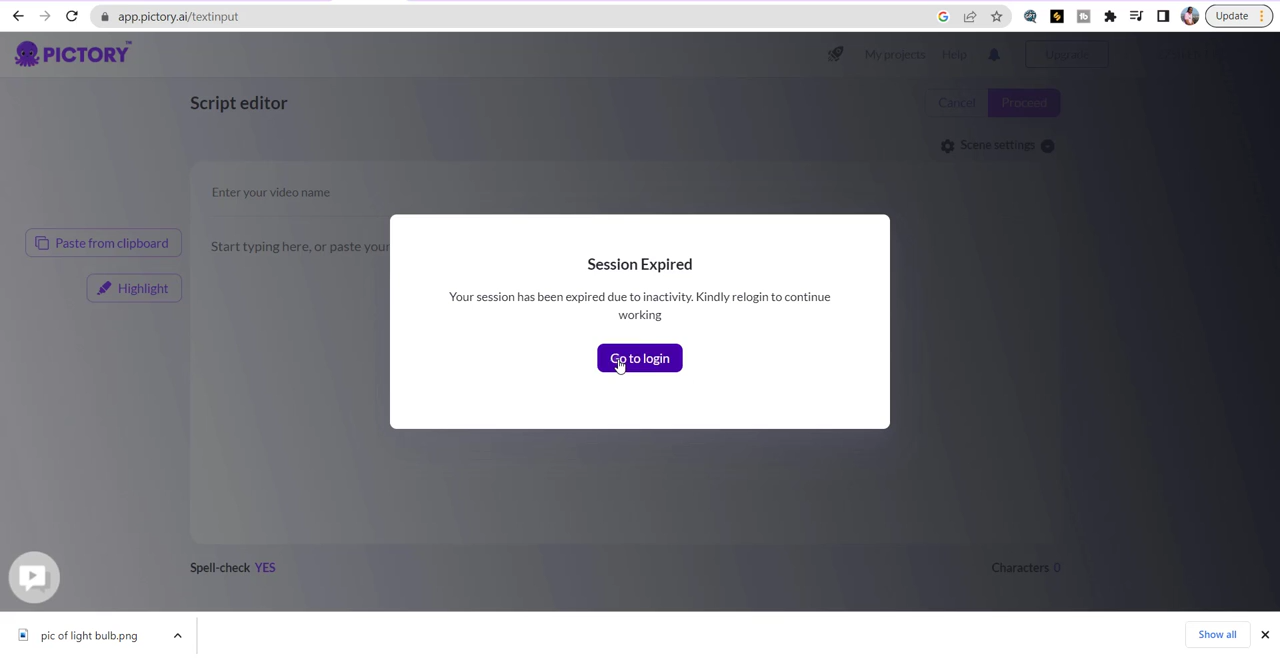 app.pictory.ai/textinput
Update
PICTORY
My projects
Help
Upgrade
Script editor
Cancel
Proceed
Scene settings
Enter your video name
Paste from clipboard
Start typing here, or paste your
Highlight
Session Expired
Your session has been expired due to inactivity. Kindly relogin to continue
working
Go to login
Spell-check YES
Characters 0
pic of light bulb.png
Show all